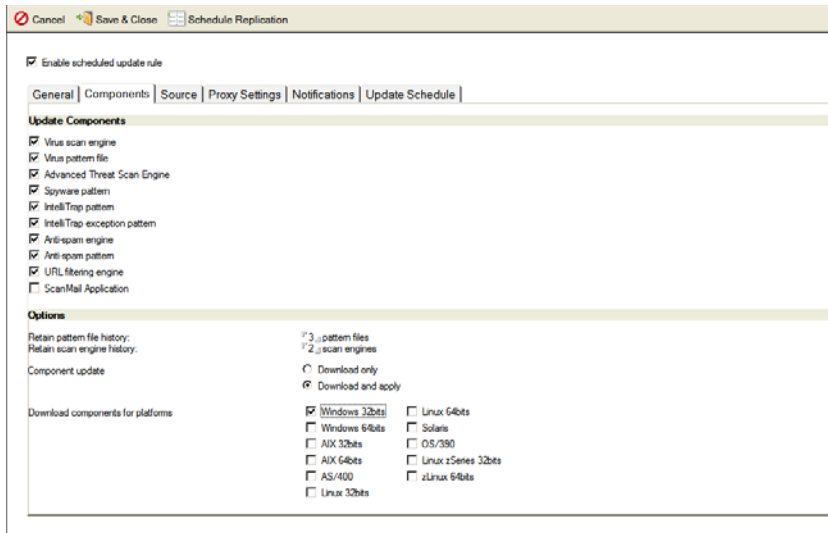 Cancel Save & Close Schedule Replication
Enable scheduled update rule
General Components Source Proxy Settings Notifications Update Schedule
Update Components
Virus scan engine
Virus pattern file
Advanced Threat Scan Engine
Spyware pattern
IntelliTrap pattern
IntelliTrap exception pattern
Anti-spam engine
Anti-spam pattern
URL filtering engine
ScanMail Application
Options
Retain pattern file history: 3 pattern files
Retain scan engine history: 2 scan engines
Component update Download only
Download and apply
Download components for platforms Windows 32bits Linux 64bits
Windows 64bits Solaris
AIX 32bits OS/390
AIX 64bits Linux zSeries 32bits
AS/400 zLinux 64bits
Linux 32bits